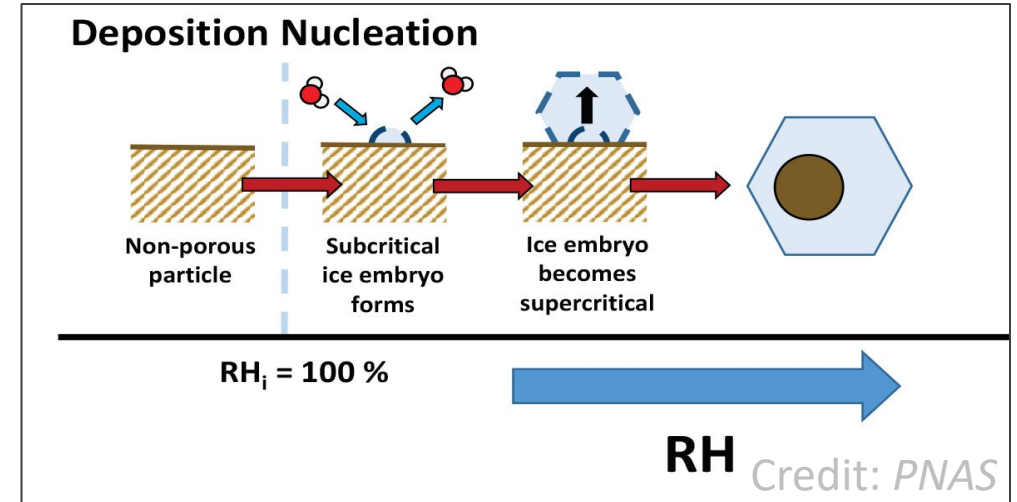 Deposition Nucleation
Non-porous
particle
Subcritical
ice embryo
forms
Ice embryo
becomes
supercritical
RHi = 100 %
RH
Credit: PNAS